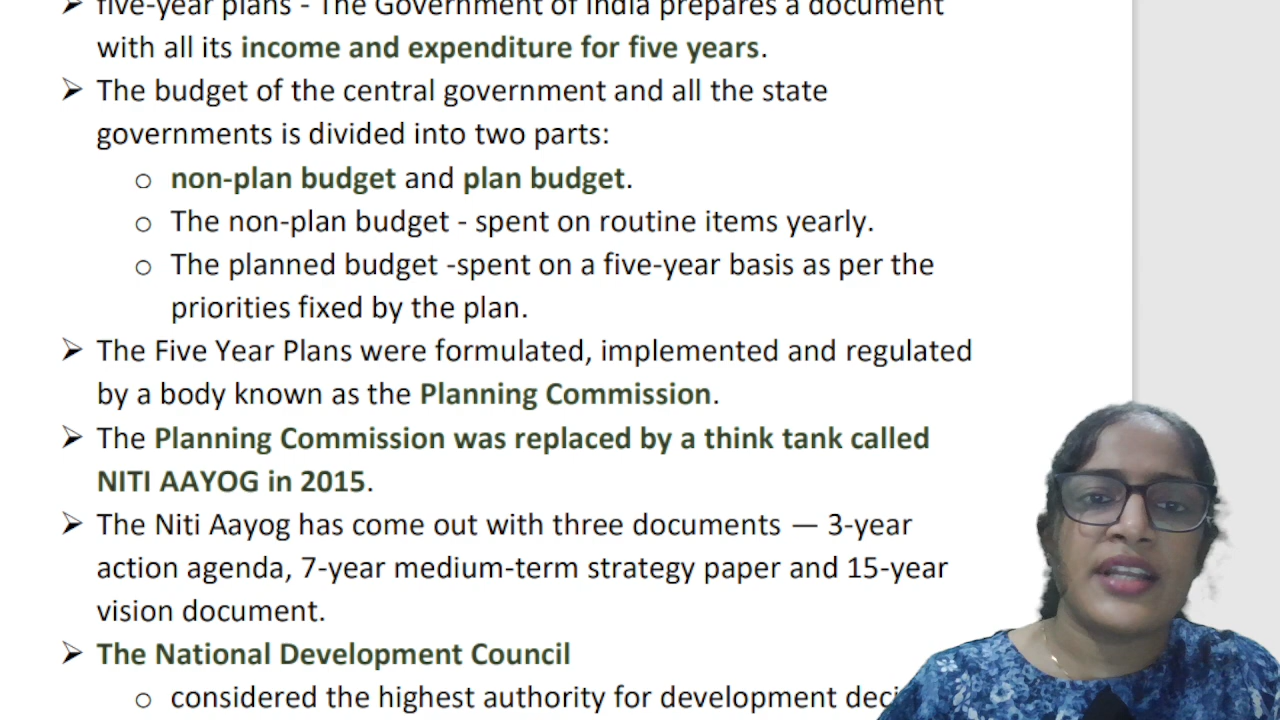 ➢ five-year plans - The Government of India prepares a document
with all its income and expenditure for five years.
➢ The budget of the central government and all the state
governments is divided into two parts:
o non-plan budget and plan budget.
o The non-plan budget - spent on routine items yearly.
o The planned budget -spent on a five-year basis as per the
priorities fixed by the plan.
➢ The Five Year Plans were formulated, implemented and regulated
by a body known as the Planning Commission.
➢ The Planning Commission was replaced by a think tank called
NITI AAYOG in 2015.
➢ The Niti Aayog has come out with three documents — 3-year
action agenda, 7-year medium-term strategy paper and 15-year
vision document.
➢ The National Development Council
o considered the highest authority for development